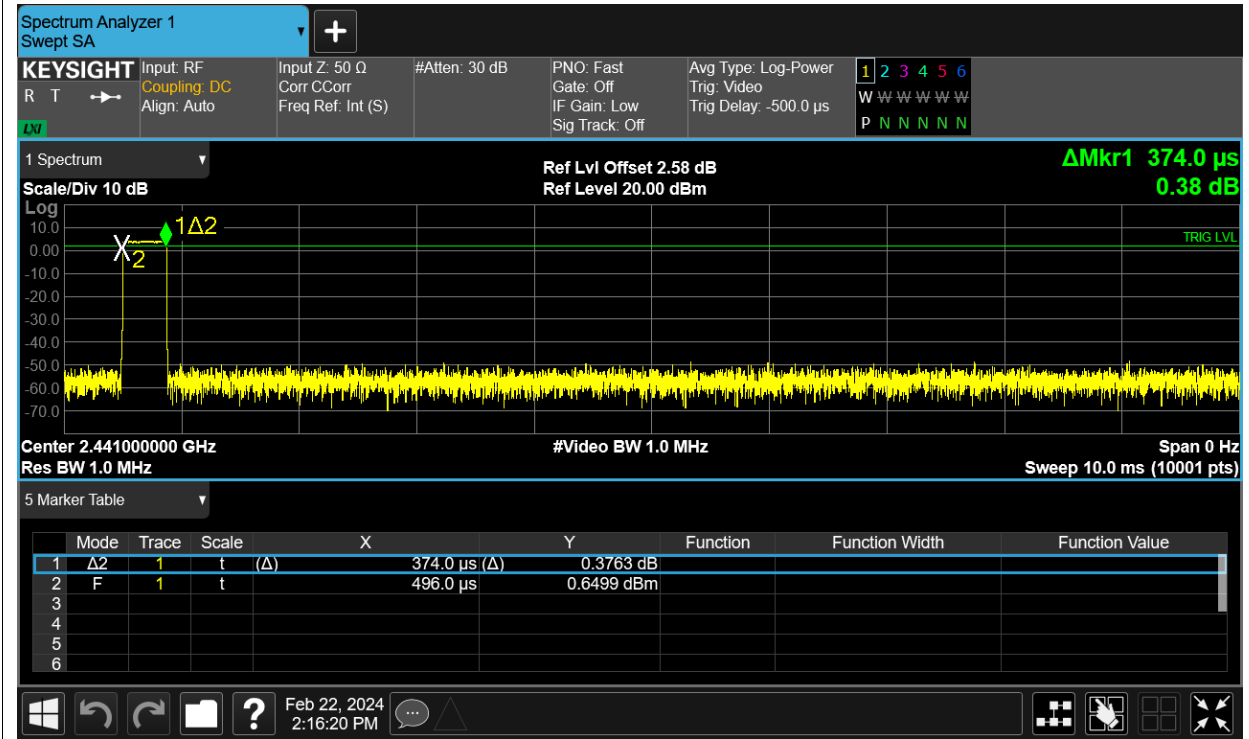 Spectrum Analyzer 1
Swept SA
+
KEYSIGHT
R T
LXI
Input: RF
Coupling: DC
Align: Auto
Input Z: 50 Ω
Corr CCorr
Freq Ref: Int (S)
#Atten: 30 dB
PNO: Fast
Gate: Off
IF Gain: Low
Sig Track: Off
Avg Type: Log-Power
Trig: Video
Trig Delay: -500.0 µs
1 2 3 4 5 6
W W W W W W
P N N N N N
1 Spectrum
Scale/Div 10 dB
Ref Lvl Offset 2.58 dB
Ref Level 20.00 dBm
ΔMkr1 374.0 µs
0.38 dB
Log
10.0
0.00
-10.0
-20.0
-30.0
-40.0
-50.0
-60.0
-70.0
1Δ2
X2
TRIG LVL
Center 2.441000000 GHz
Res BW 1.0 MHz
#Video BW 1.0 MHz
Span 0 Hz
Sweep 10.0 ms (10001 pts)
5 Marker Table
Mode Trace Scale X Y Function Function Width Function Value
1 Δ2 1 t (Δ) 374.0 µs (Δ) 0.3763 dB
2 F 1 t 496.0 µs 0.6499 dBm
3
4
5
6
?
Feb 22, 2024
2:16:20 PM